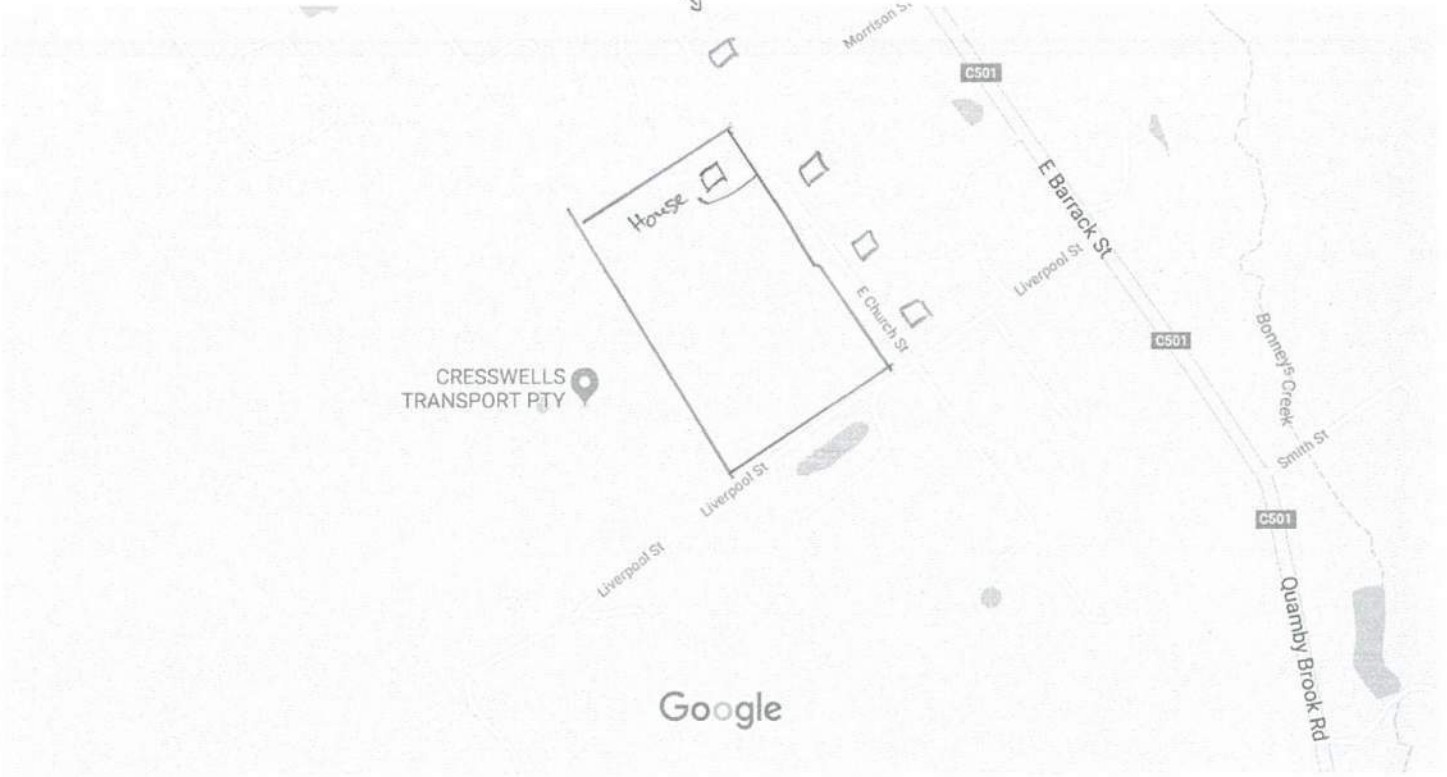 Morrison St
C501
E Barrack St
House
Liverpool St
E Church St
Bonneys Creek
C501
CRESSWELLS
TRANSPORT PTY
Smith St
Liverpool St
C501
Liverpool St
Quamby Brook Rd
Google